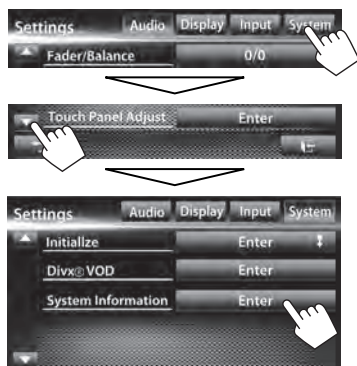 Settings Audio Display Input System
Fader/Balance 0/0
Touch Panel Adjust Enter
Settings Audio Display Input System
Initialize Enter
Divx® VOD Enter
System Information Enter